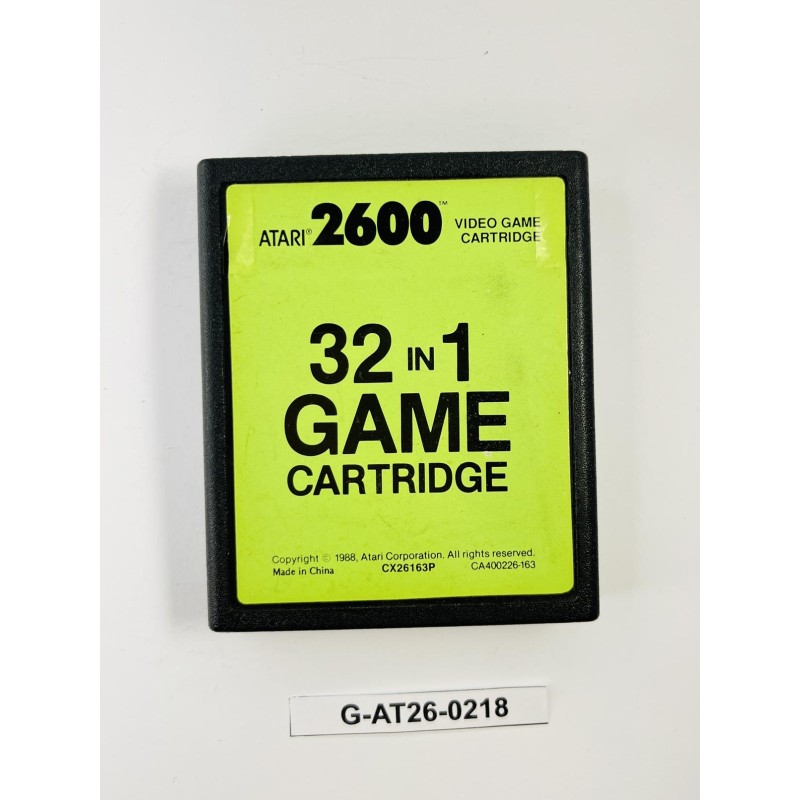 ATARI® 2600™ VIDEO GAME
CARTRIDGE
32 IN 1
GAME
CARTRIDGE
Copyright © 1988, Atari Corporation. All rights reserved.
Made in China CX26163P CA400226-163
G-AT26-0218